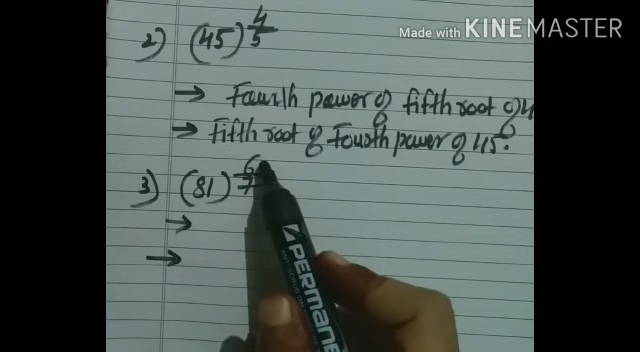 Made with KINEMASTER
2) (45)^4/5
→ Fourth power of fifth root of 4
→ Fifth root of Fourth power of 45.
3) (81)^6/7
→
→
PERMANE